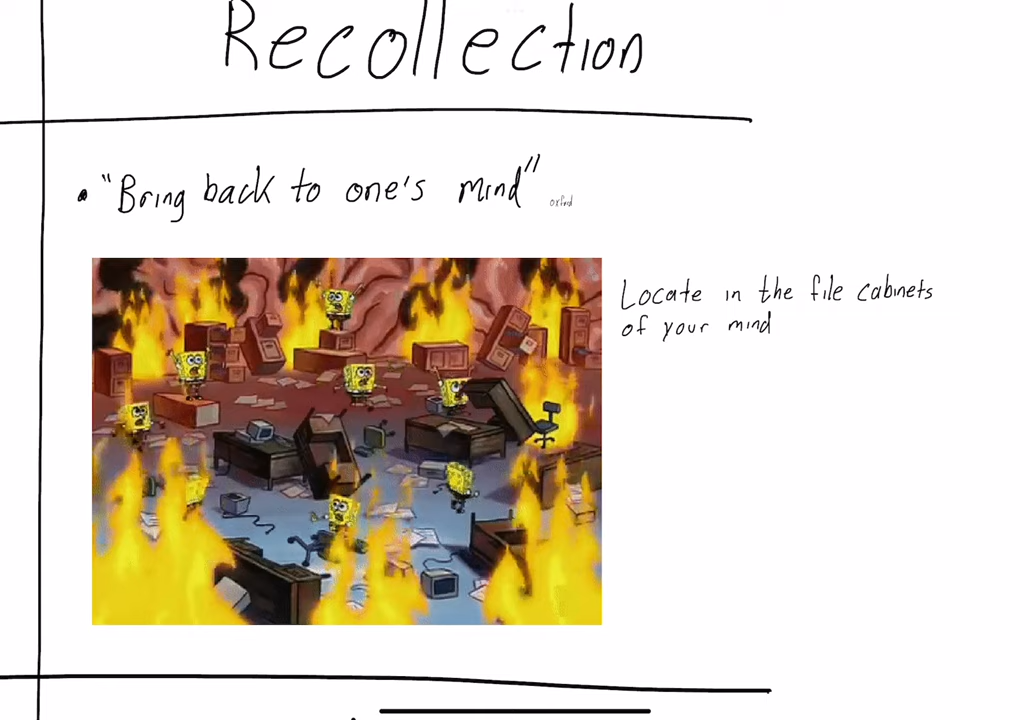 Recollection
• "Bring back to one's mind" oxford
Locate in the file cabinets
of your mind